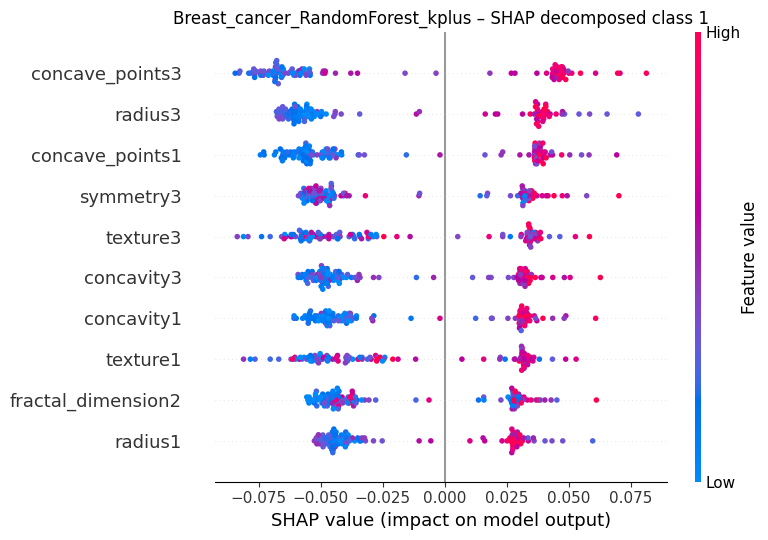 Breast_cancer_RandomForest_kplus – SHAP decomposed class 1
High
concave_points3
radius3
concave_points1
symmetry3
texture3
concavity3
concavity1
texture1
fractal_dimension2
radius1
Feature value
Low
−0.075 −0.050 −0.025 0.000 0.025 0.050 0.075
SHAP value (impact on model output)